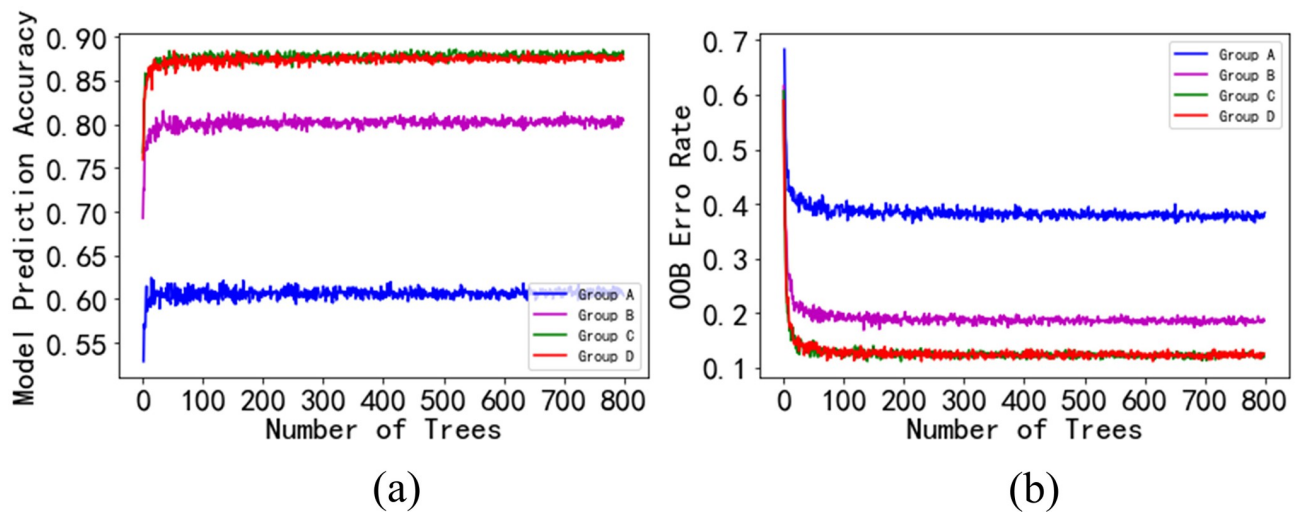 Model Prediction Accuracy
0.90
0.85
0.80
0.75
0.70
0.65
0.60
0.55
Group A
Group B
Group C
Group D
0 100 200 300 400 500 600 700 800
Number of Trees
(a)
OOB Erro Rate
0.7
0.6
0.5
0.4
0.3
0.2
0.1
Group A
Group B
Group C
Group D
0 100 200 300 400 500 600 700 800
Number of Trees
(b)